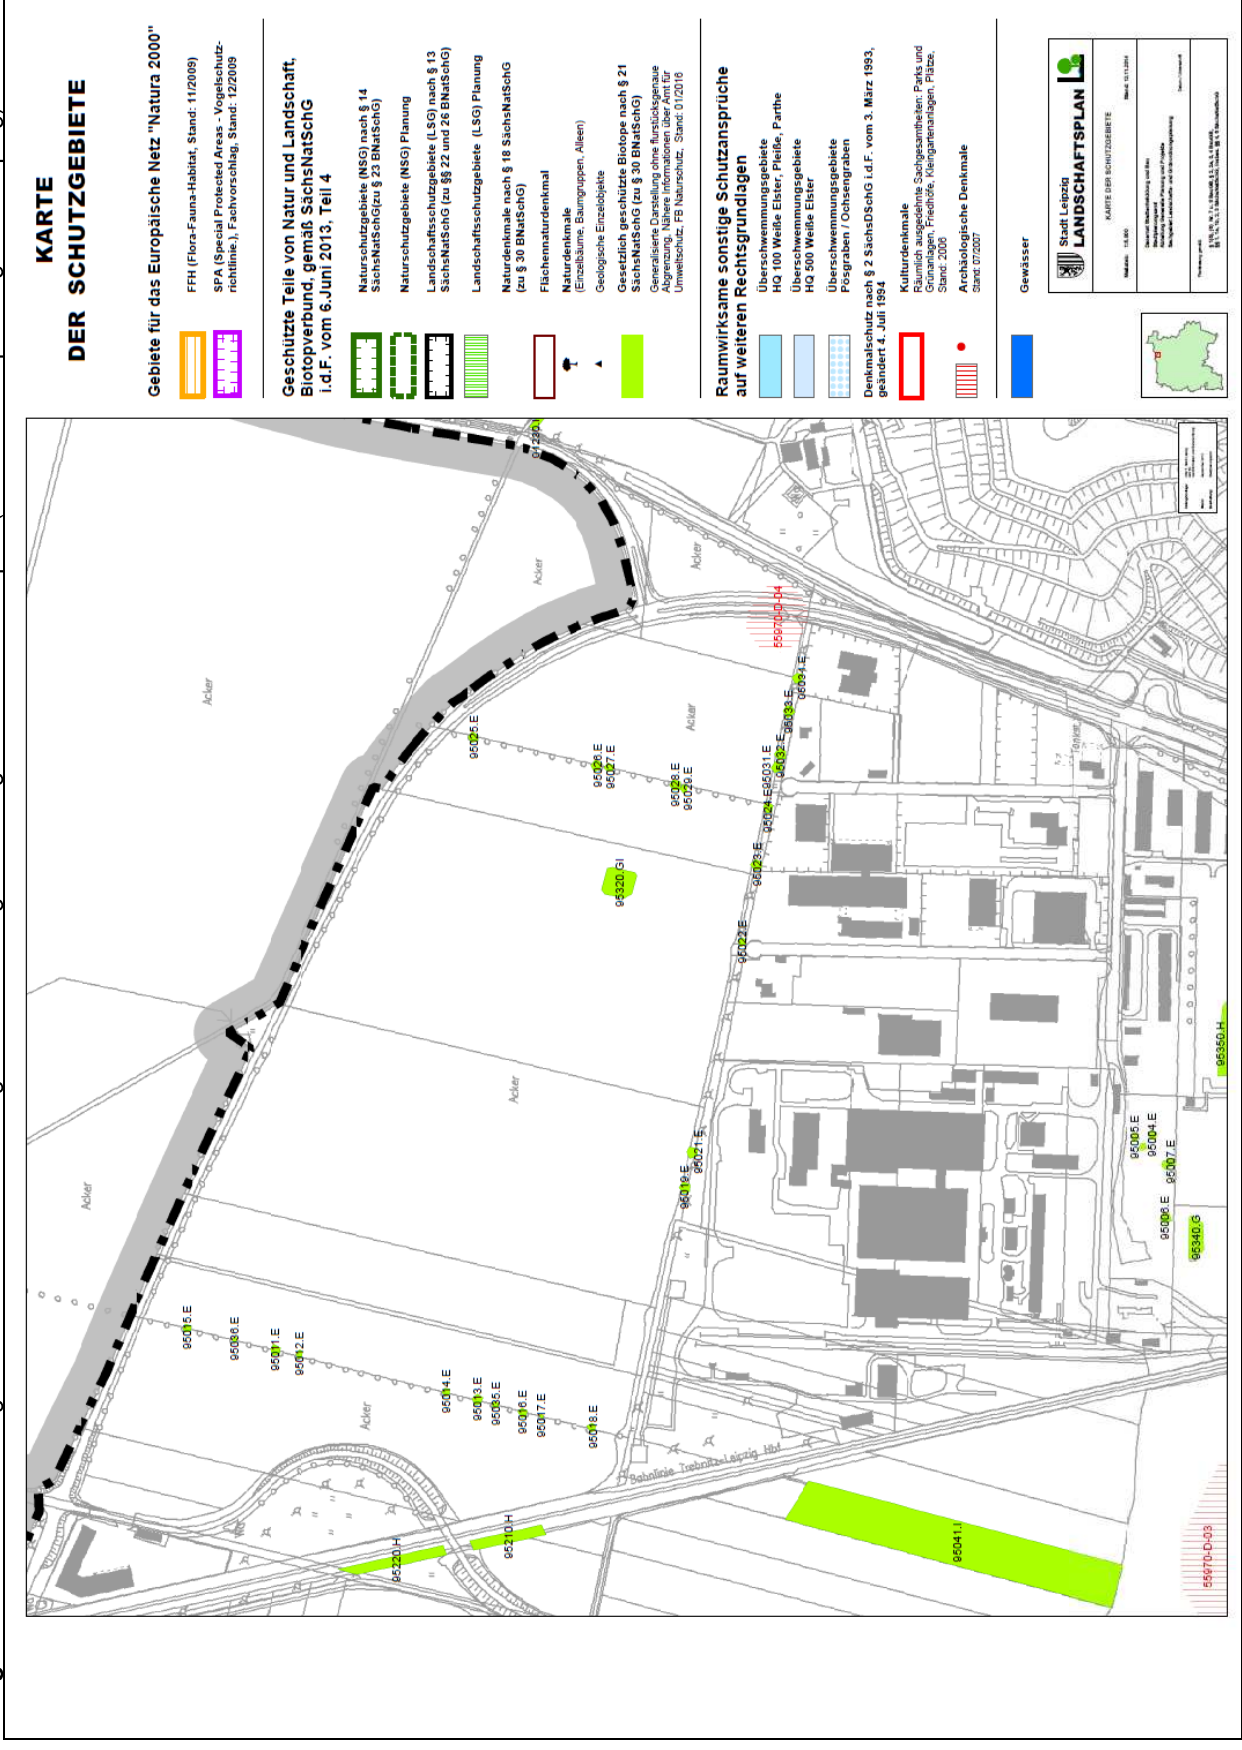 KARTE
DER SCHUTZGEBIETE
Gebiete für das Europäische Netz "Natura 2000"
FFH (Flora-Fauna-Habitat, Stand: 11/2009)
SPA (Special Protected Areas - Vogelschutz-
richtlinie.), Fachvorschlag, Stand: 12/2009
Geschützte Teile von Natur und Landschaft,
Biotopverbund, gemäß SächsNatSchG
i.d.F. vom 6.Juni 2013, Teil 4
Naturschutzgebiete (NSG) nach § 14
SächsNatSchG(zu § 23 BNatSchG)
Naturschutzgebiete (NSG) Planung
Landschaftsschutzgebiete (LSG) nach § 13
SächsNatSchG (zu §§ 22 und 26 BNatSchG)
Landschaftsschutzgebiete (LSG) Planung
Naturdenkmale nach § 18 SächsNatSchG
(zu § 30 BNatSchG)
Flächennaturdenkmal
Naturdenkmale
(Einzelbäume, Baumgruppen, Alleen)
Geologische Einzelobjekte
Gesetzlich geschützte Biotope nach § 21
SächsNatSchG (zu § 30 BNatSchG)
Generalisierte Darstellung ohne flurstücksgenaue
Abgrenzung. Nähere Informationen über Amt für
Umweltschutz, FB Naturschutz, Stand: 01/2016
Raumwirksame sonstige Schutzansprüche
auf weiteren Rechtsgrundlagen
Überschwemmungsgebiete
HQ 100 Weiße Elster, Pleiße, Parthe
Überschwemmungsgebiete
HQ 500 Weiße Elster
Überschwemmungsgebiete
Pösgraben / Ochsengraben
Denkmalschutz nach § 2 SächsDSchG i.d.F. vom 3. März 1993,
geändert 4. Juli 1994
Kulturdenkmale
Räumlich ausgedehnte Sachgesamtheiten: Parks und
Grünanlagen, Friedhöfe, Kleingartenanlagen, Plätze,
Stand: 2006
Archäologische Denkmale
Stand: 07/2007
Gewässer
Stadt Leipzig
LANDSCHAFTSPLAN
KARTE DER SCHUTZGEBIETE
Acker
Acker
Acker
Acker
Acker
Acker
Acker
95025.E
95026.E
95027.E
95028.E
95029.E
95320.GI
55970-D-04
95034.E
95033.E
95032.E
95031.E
95024.E
95023.E
95022.E
95021.E
95019.E
95015.E
95036.E
95011.E
95012.E
95014.E
95013.E
95035.E
95016.E
95017.E
95018.E
Bahnlinie Trebnitz-Leipzig Hbf
95220.H
95210.H
95041.I
55970-D-03
95005.E
95004.E
95007.E
95006.E
95340.G
95350.H